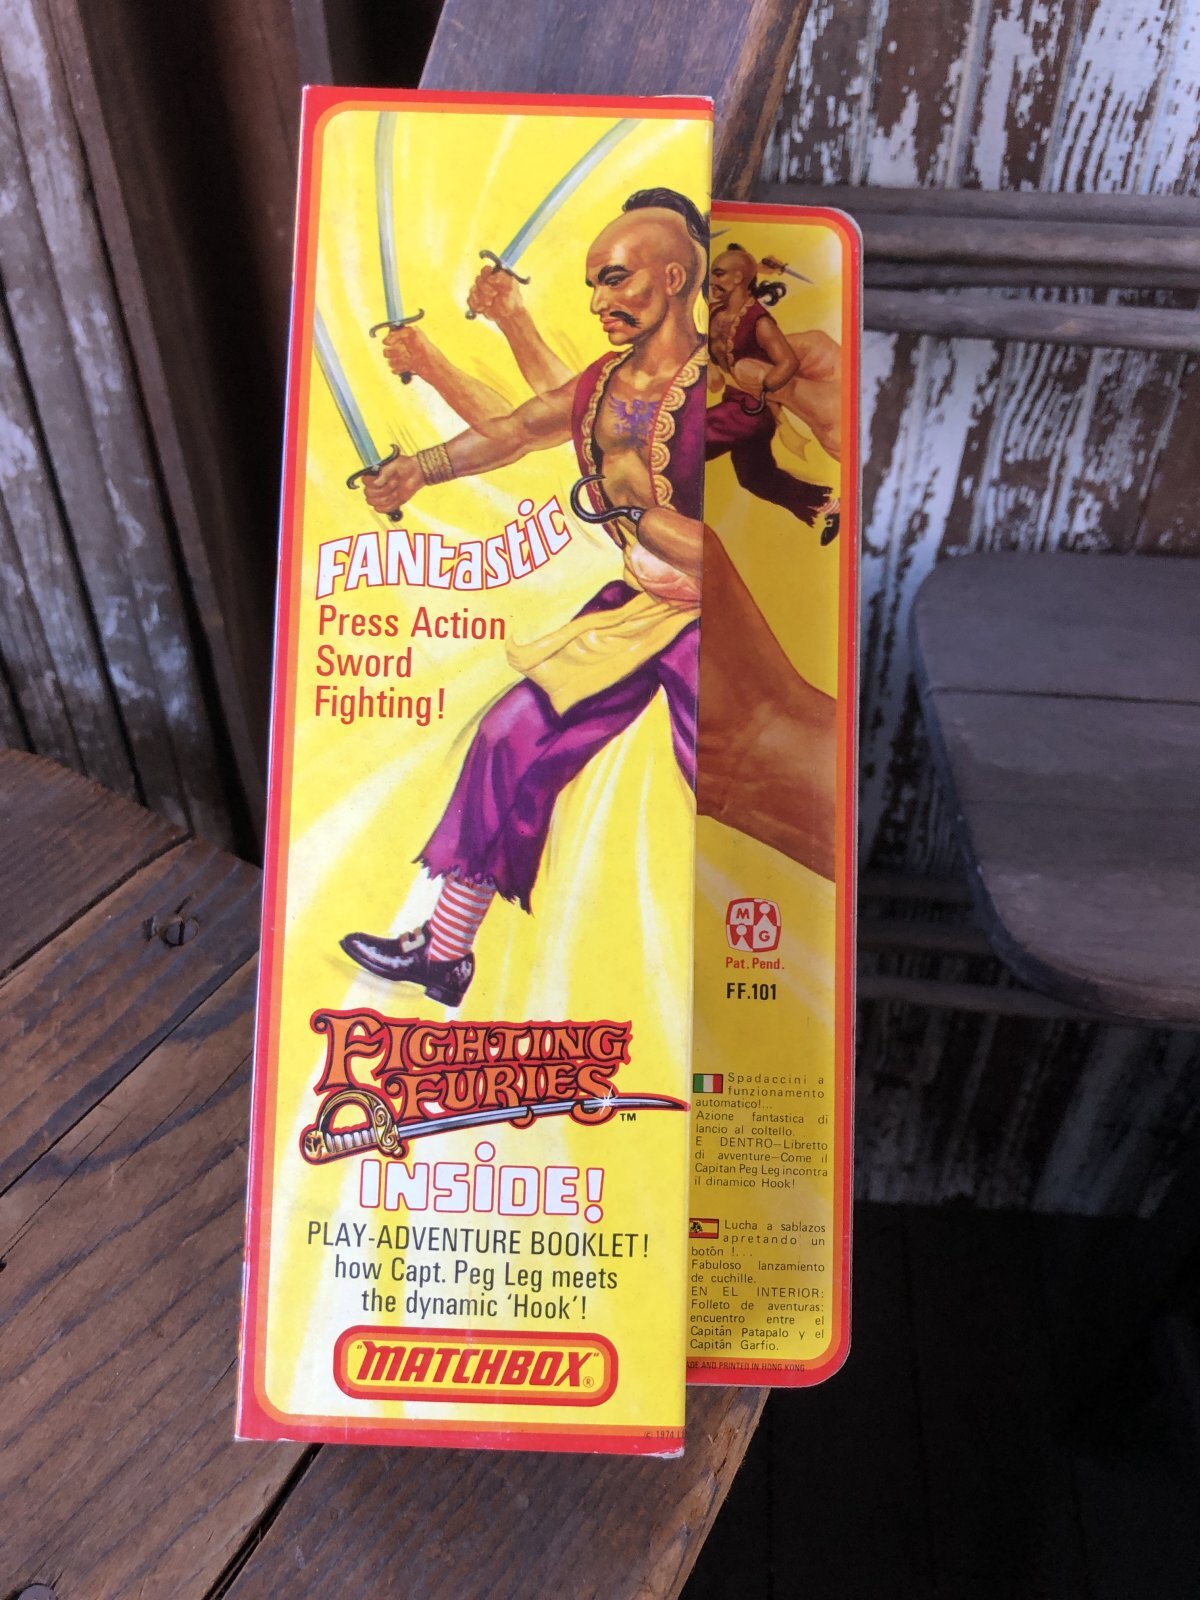 FANtastic
Press Action
Sword
Fighting!
FIGHTING
FURIES
TM
INSiDE!
PLAY-ADVENTURE BOOKLET!
how Capt. Peg Leg meets
the dynamic 'Hook'!
"MATCHBOX"®
© 1974
M
G
Pat. Pend.
FF.101
Spadaccini a
funzionamento
automatico!...
Azione fantastica di
lancio al coltello.
E DENTRO—Libretto
di avventure—Come il
Capitan Peg Leg incontra
il dinamico Hook!
Lucha a sablazos
apretando un
botôn !...
Fabuloso lanzamiento
de cuchille.
EN EL INTERIOR:
Folleto de aventuras:
encuentro entre el
Capitán Patapalo y el
Capitán Garfio.
AND PRINTED IN HONG KONG